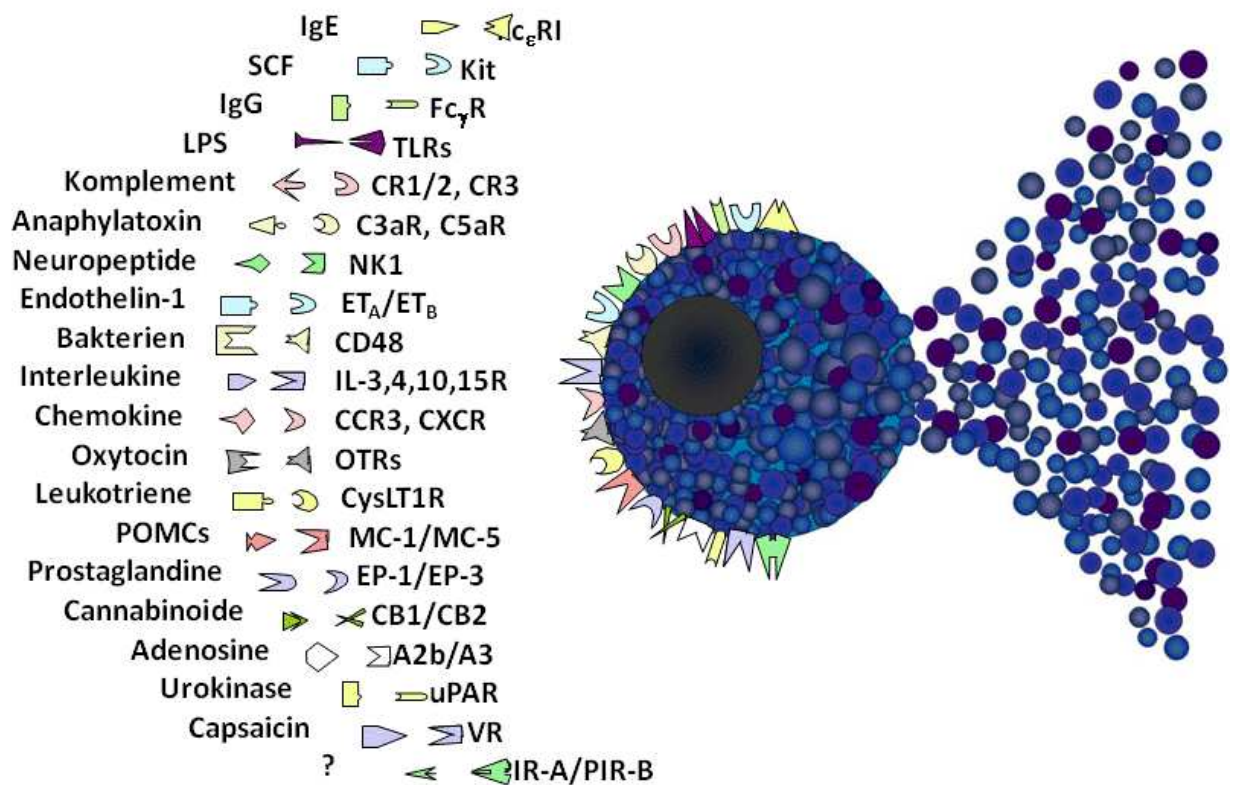 IgE cεRI
SCF Kit
IgG FcγR
LPS TLRs
Komplement CR1/2, CR3
Anaphylatoxin C3aR, C5aR
Neuropeptide NK1
Endothelin-1 ETA/ETB
Bakterien CD48
Interleukine IL-3,4,10,15R
Chemokine CCR3, CXCR
Oxytocin OTRs
Leukotriene CysLT1R
POMCs MC-1/MC-5
Prostaglandine EP-1/EP-3
Cannabinoide CB1/CB2
Adenosine A2b/A3
Urokinase uPAR
Capsaicin VR
? IR-A/PIR-B